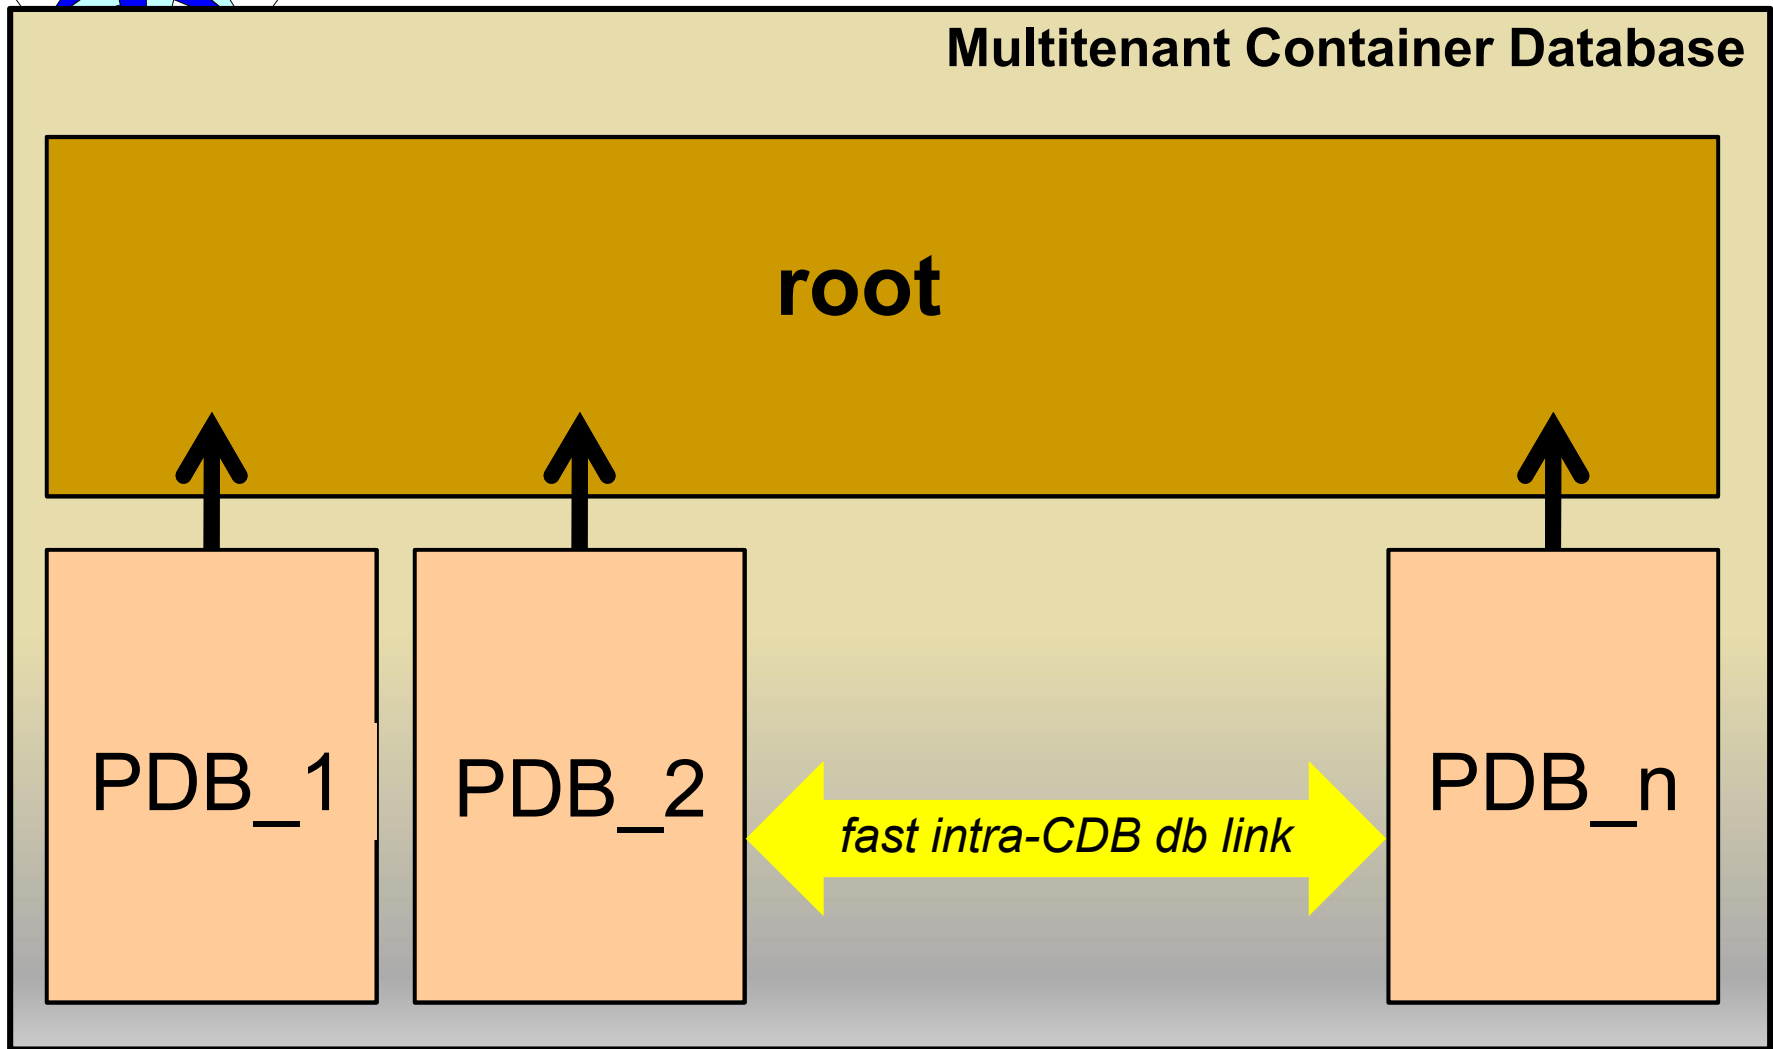 Multitenant Container Database
root
PDB_1
PDB_2
fast intra-CDB db link
PDB_n